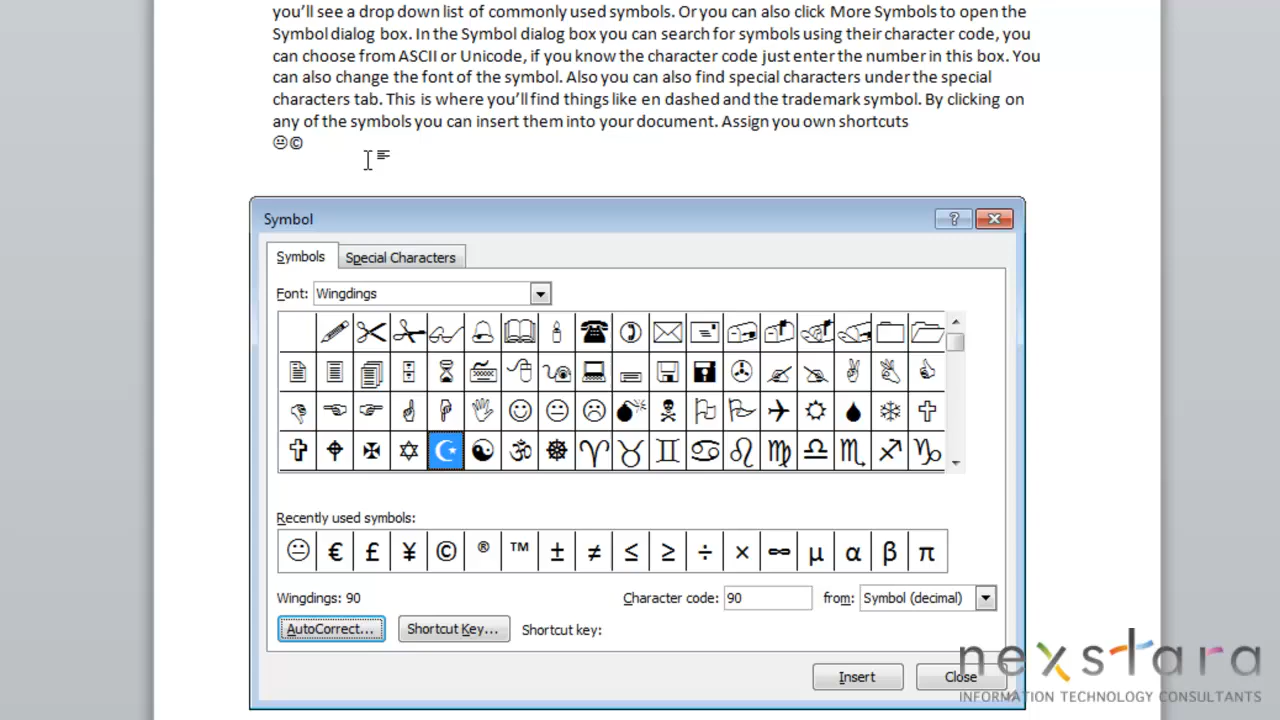 you'll see a drop down list of commonly used symbols. Or you can also click More Symbols to open the
Symbol dialog box. In the Symbol dialog box you can search for symbols using their character code, you
can choose from ASCII or Unicode, if you know the character code just enter the number in this box. You
can also change the font of the symbol. Also you can also find special characters under the special
characters tab. This is where you'll find things like en dashed and the trademark symbol. By clicking on
any of the symbols you can insert them into your document. Assign you own shortcuts
😐©
Symbol
Symbols Special Characters
Font: Wingdings
Recently used symbols:
😐 € £ ¥ © ® ™ ± ≠ ≤ ≥ ÷ × ∞ µ α β π
Wingdings: 90 Character code: 90 from: Symbol (decimal)
AutoCorrect... Shortcut Key... Shortcut key:
Insert Close
nexstara
INFORMATION TECHNOLOGY CONSULTANTS